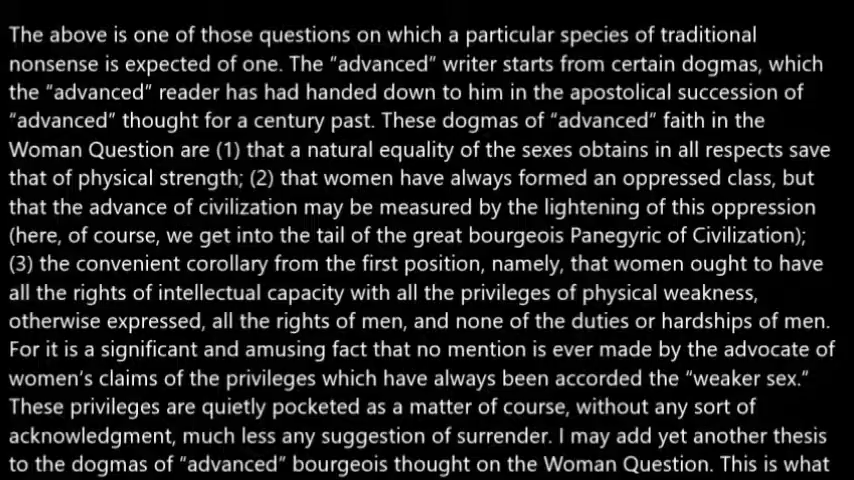 The above is one of those questions on which a particular species of traditional
nonsense is expected of one. The “advanced” writer starts from certain dogmas, which
the “advanced” reader has had handed down to him in the apostolical succession of
“advanced” thought for a century past. These dogmas of “advanced” faith in the
Woman Question are (1) that a natural equality of the sexes obtains in all respects save
that of physical strength; (2) that women have always formed an oppressed class, but
that the advance of civilization may be measured by the lightening of this oppression
(here, of course, we get into the tail of the great bourgeois Panegyric of Civilization);
(3) the convenient corollary from the first position, namely, that women ought to have
all the rights of intellectual capacity with all the privileges of physical weakness,
otherwise expressed, all the rights of men, and none of the duties or hardships of men.
For it is a significant and amusing fact that no mention is ever made by the advocate of
women’s claims of the privileges which have always been accorded the “weaker sex.”
These privileges are quietly pocketed as a matter of course, without any sort of
acknowledgment, much less any suggestion of surrender. I may add yet another thesis
to the dogmas of “advanced” bourgeois thought on the Woman Question. This is what